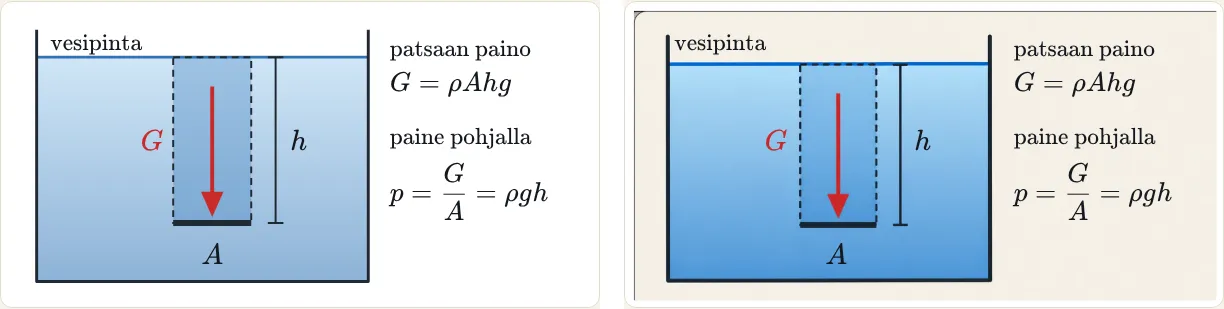 vesipinta
patsaan paino
G = ρAhg
G
h
paine pohjalla
p = G/A = ρgh
A
vesipinta
patsaan paino
G = ρAhg
G
h
paine pohjalla
p = G/A = ρgh
A